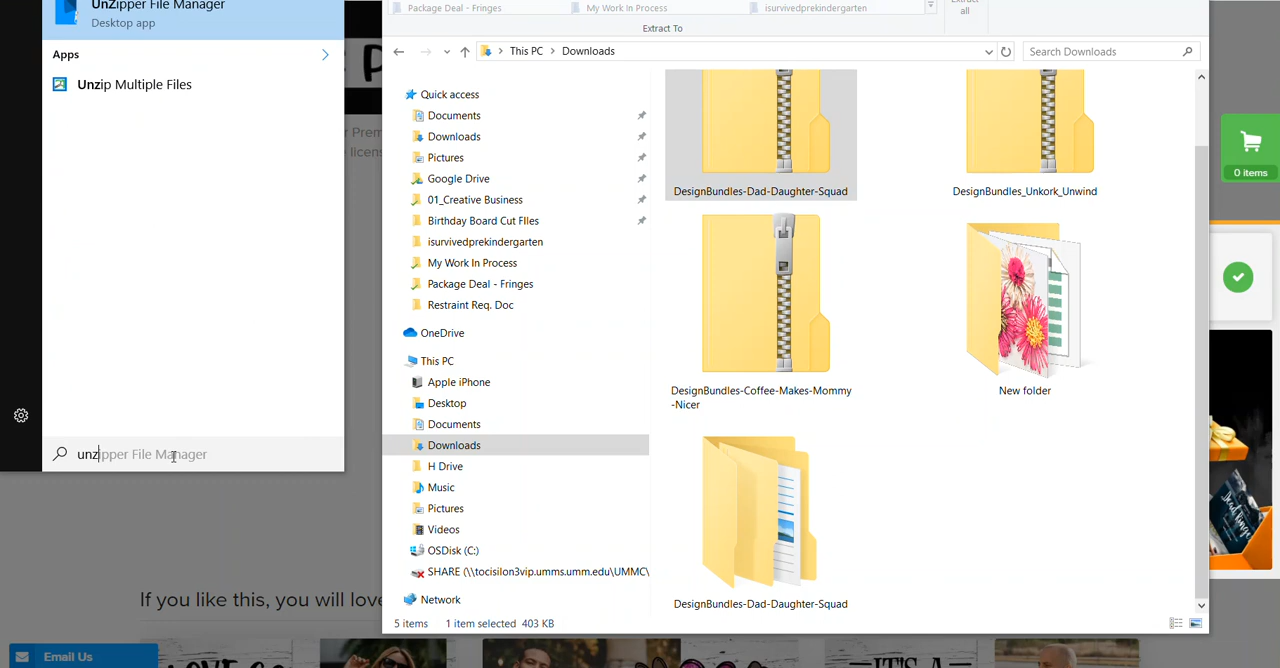 UnZipper File Manager
Desktop app
Apps
Unzip Multiple Files
unzipper File Manager
Package Deal - Fringes
My Work In Process
isurvivedprekindergarten
Extract
all
Extract To
This PC
Downloads
Search Downloads
Quick access
Documents
Downloads
Pictures
Google Drive
01_Creative Business
Birthday Board Cut FIles
isurvivedprekindergarten
My Work In Process
Package Deal - Fringes
Restraint Req. Doc
OneDrive
This PC
Apple iPhone
Desktop
Documents
Downloads
H Drive
Music
Pictures
Videos
OSDisk (C:)
SHARE (\\tocisilon3vip.umms.umm.edu\UMMC\
Network
DesignBundles-Dad-Daughter-Squad
DesignBundles_Unkork_Unwind
DesignBundles-Coffee-Makes-Mommy
-Nicer
New folder
DesignBundles-Dad-Daughter-Squad
5 items
1 item selected 403 KB
0 items
r Prem
licens
If you like this, you will love
Email Us
IT'S A